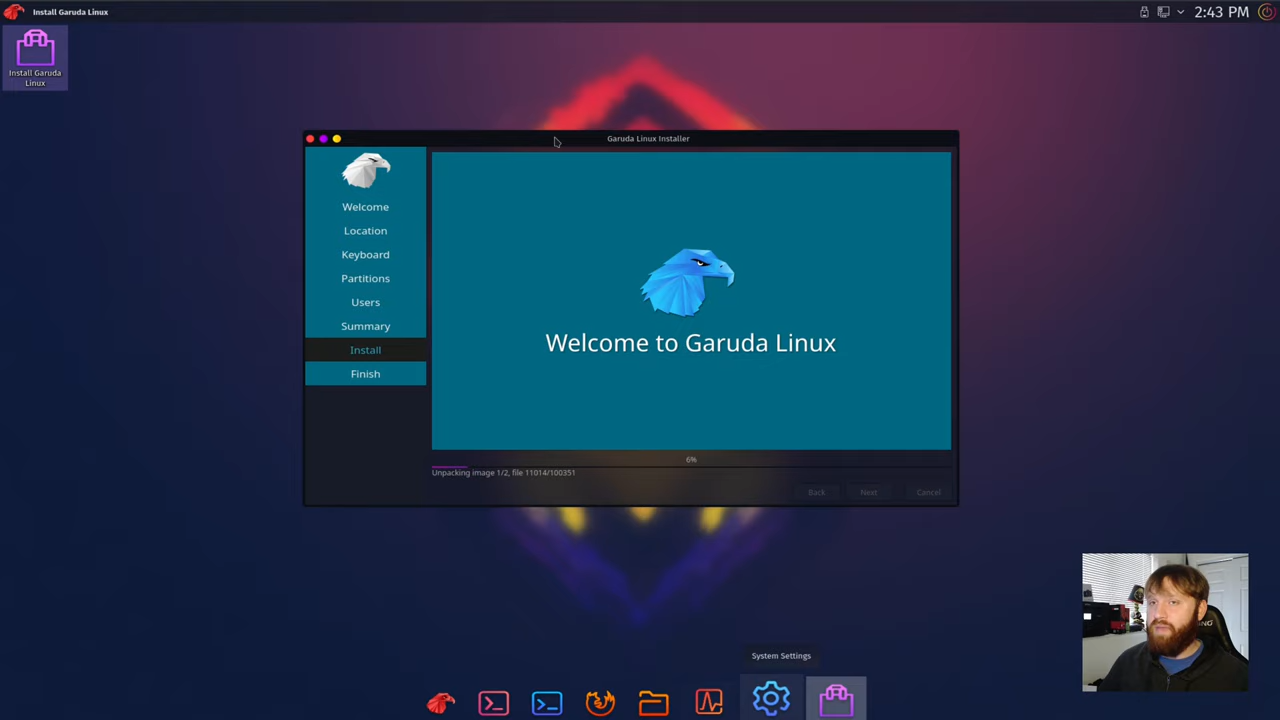 Install Garuda Linux
2:43 PM
Install Garuda
Linux
Garuda Linux Installer
Welcome
Location
Keyboard
Partitions
Users
Summary
Install
Finish
Welcome to Garuda Linux
6%
Unpacking image 1/2, file 11014/100351
Back
Next
Cancel
System Settings